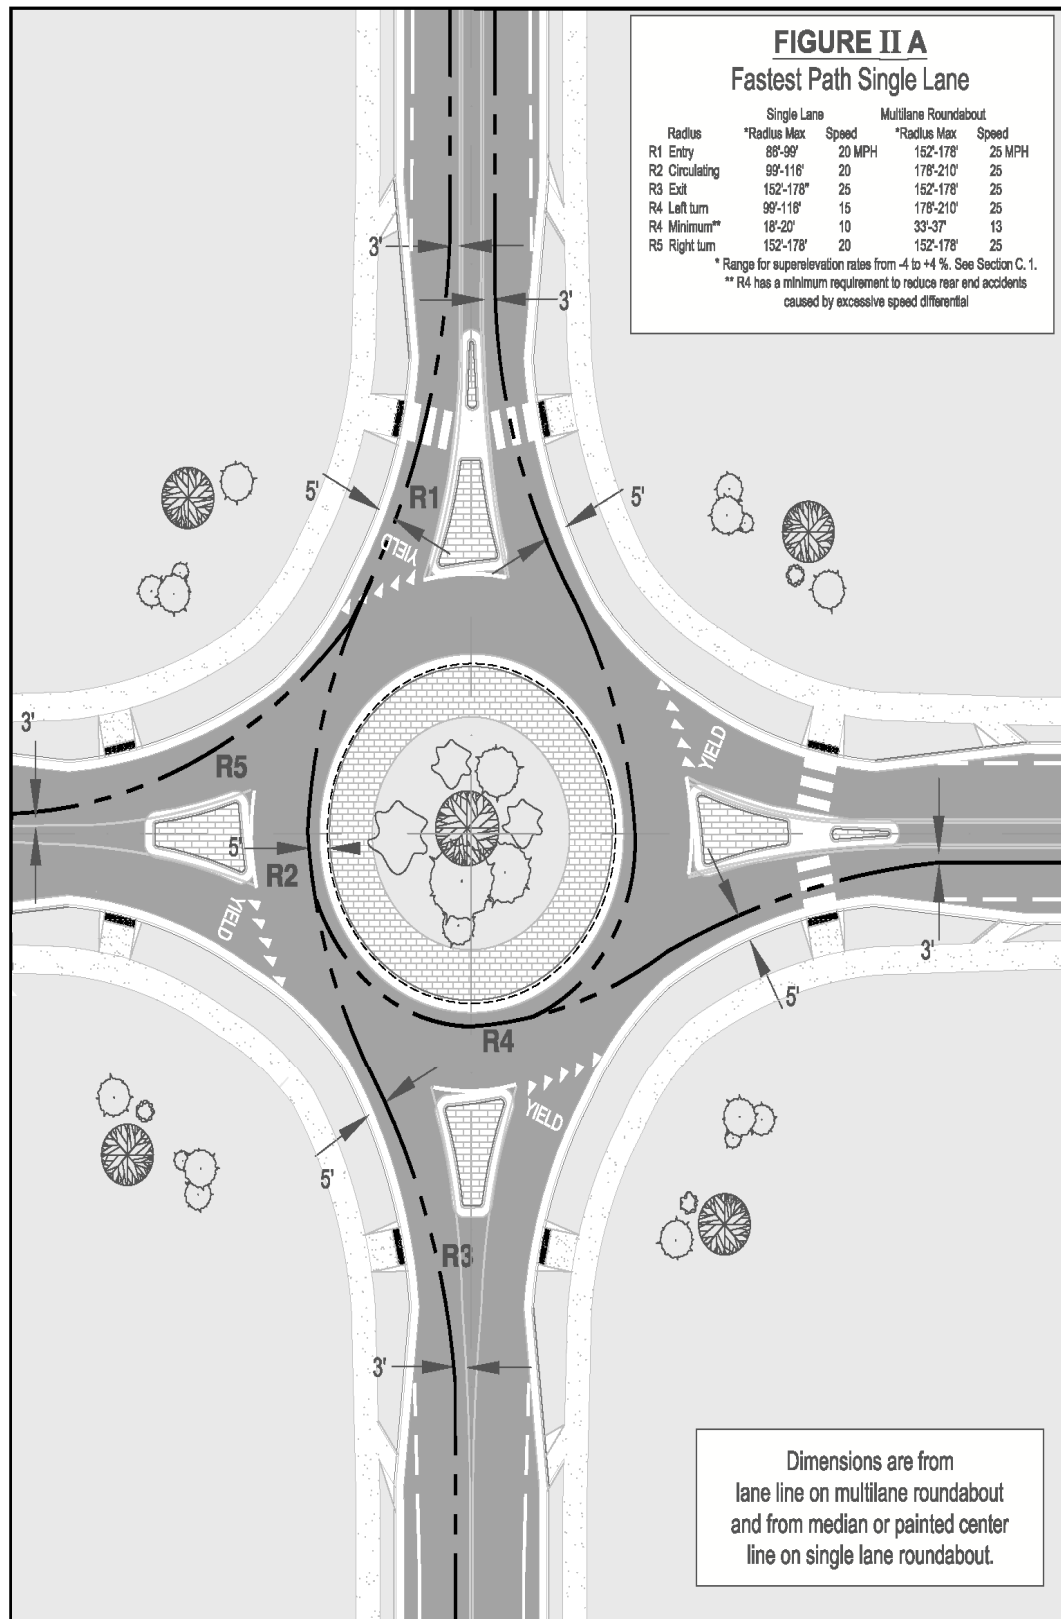 FIGURE II A
Fastest Path Single Lane
Single Lane Multilane Roundabout
Radius *Radius Max Speed *Radius Max Speed
R1 Entry 86'-99' 20 MPH 152'-178' 25 MPH
R2 Circulating 99'-116' 20 178'-210' 25
R3 Exit 152'-178" 25 152'-178' 25
R4 Left turn 99'-116' 15 178'-210' 25
R4 Minimum** 18'-20' 10 33'-37' 13
R5 Right turn 152'-178' 20 152'-178' 25
* Range for superelevation rates from -4 to +4 %. See Section C. 1.
** R4 has a minimum requirement to reduce rear end accidents
caused by excessive speed differential
3'
3'
5'
R1
5'
YIELD
3'
R5
YIELD
5'
R2
YIELD
3'
5'
R4
YIELD
5'
R3
3'
Dimensions are from
lane line on multilane roundabout
and from median or painted center
line on single lane roundabout.